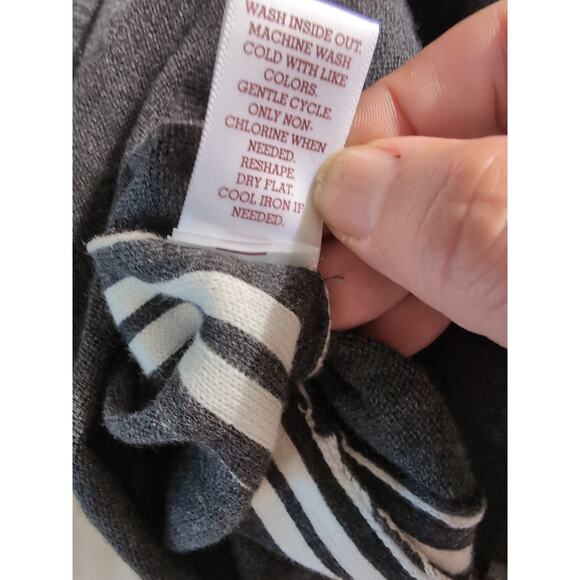 WASH INSIDE OUT.
MACHINE WASH
COLD WITH LIKE
COLORS.
GENTLE CYCLE.
ONLY NON-
CHLORINE WHEN
NEEDED.
RESHAPE.
DRY FLAT.
COOL IRON IF
NEEDED.